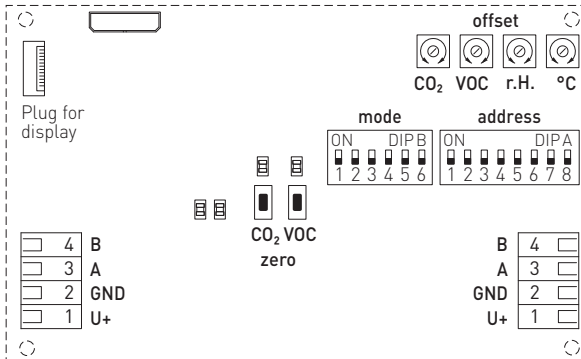 offset
CO₂ VOC r.H. °C
Plug for
display
mode
ON DIP B
1 2 3 4 5 6
address
ON DIP A
1 2 3 4 5 6 7 8
CO₂ VOC
zero
4 B
3 A
2 GND
1 U+
B 4
A 3
GND 2
U+ 1